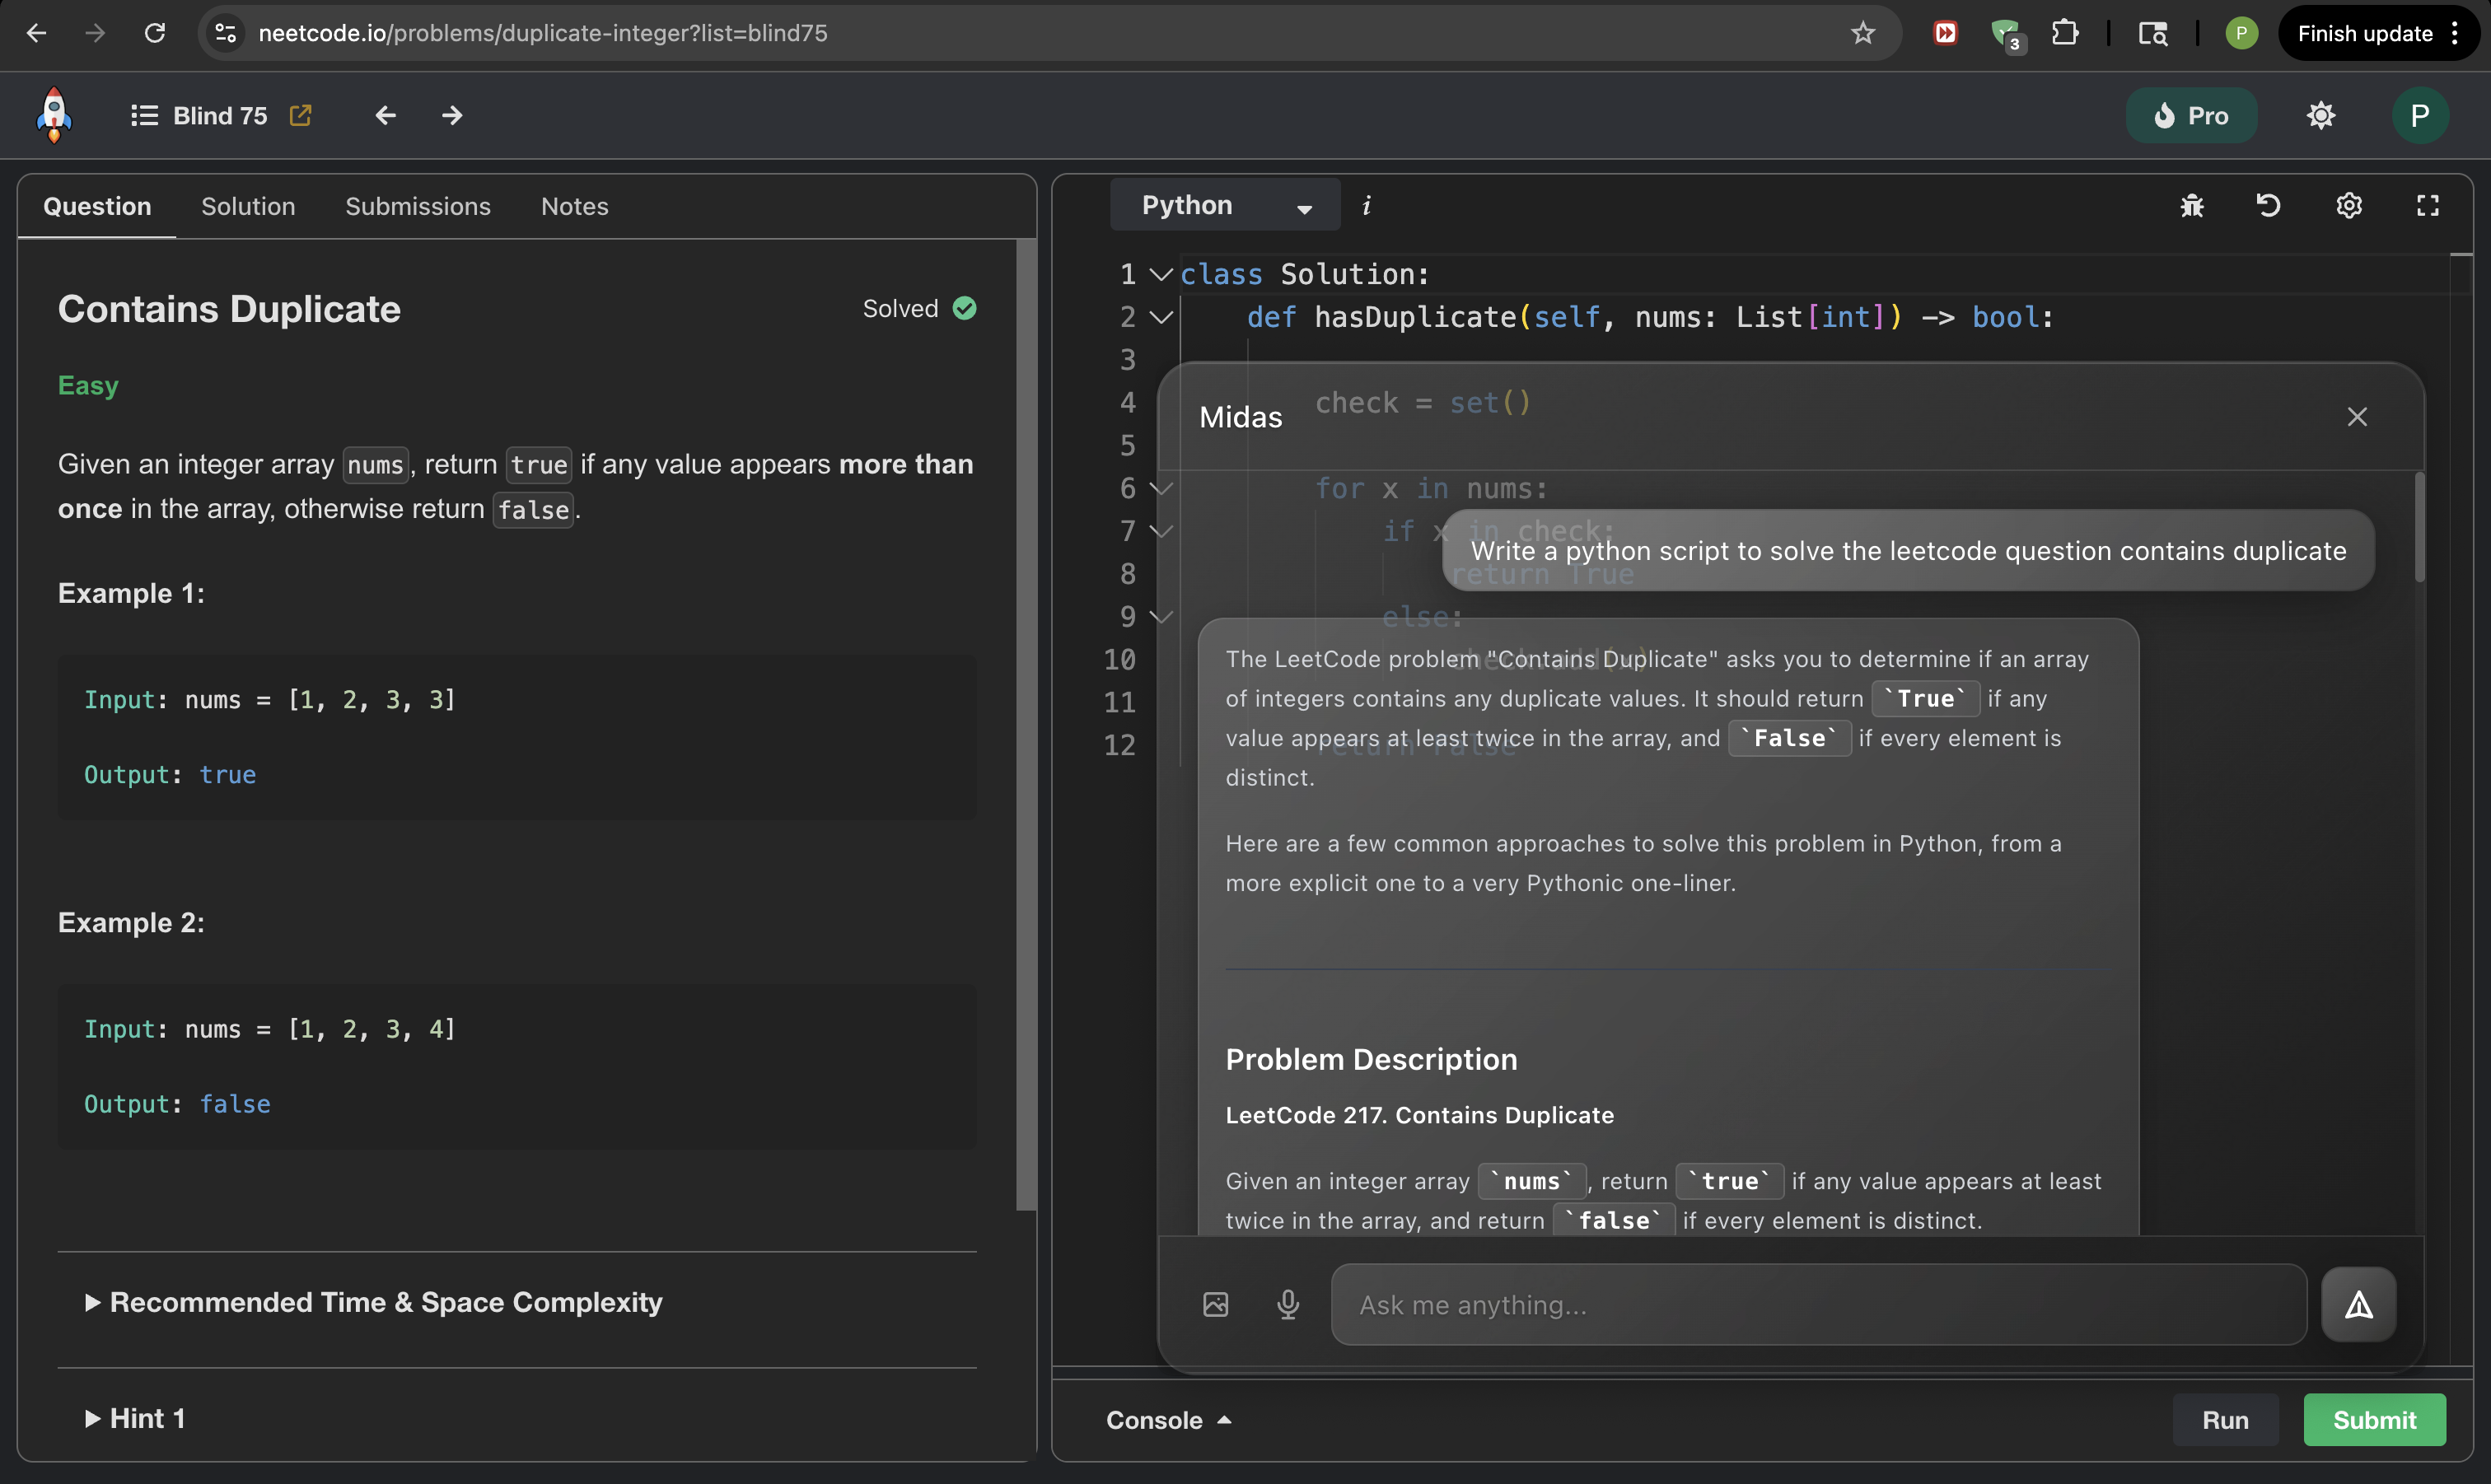 neetcode.io/problems/duplicate-integer?list=blind75
3
P
Finish update
Blind 75
Pro
P
Question
Solution
Submissions
Notes
Contains Duplicate
Solved
Easy
Given an integer array nums, return true if any value appears more than
once in the array, otherwise return false.
Example 1:
Input: nums = [1, 2, 3, 3]
Output: true
Example 2:
Input: nums = [1, 2, 3, 4]
Output: false
Recommended Time & Space Complexity
Hint 1
Python
i
1 class Solution:
2 def hasDuplicate(self, nums: List[int]) -> bool:
3
4 check = set()
5
6 for x in nums:
7 if x in check:
8 return True
9 else:
10 check.add(x)
11
12 return False
Midas
Write a python script to solve the leetcode question contains duplicate
The LeetCode problem "Contains Duplicate" asks you to determine if an array
of integers contains any duplicate values. It should return `True` if any
value appears at least twice in the array, and `False` if every element is
distinct.
Here are a few common approaches to solve this problem in Python, from a
more explicit one to a very Pythonic one-liner.
Problem Description
LeetCode 217. Contains Duplicate
Given an integer array `nums`, return `true` if any value appears at least
twice in the array, and return `false` if every element is distinct.
Ask me anything...
Console
Run
Submit